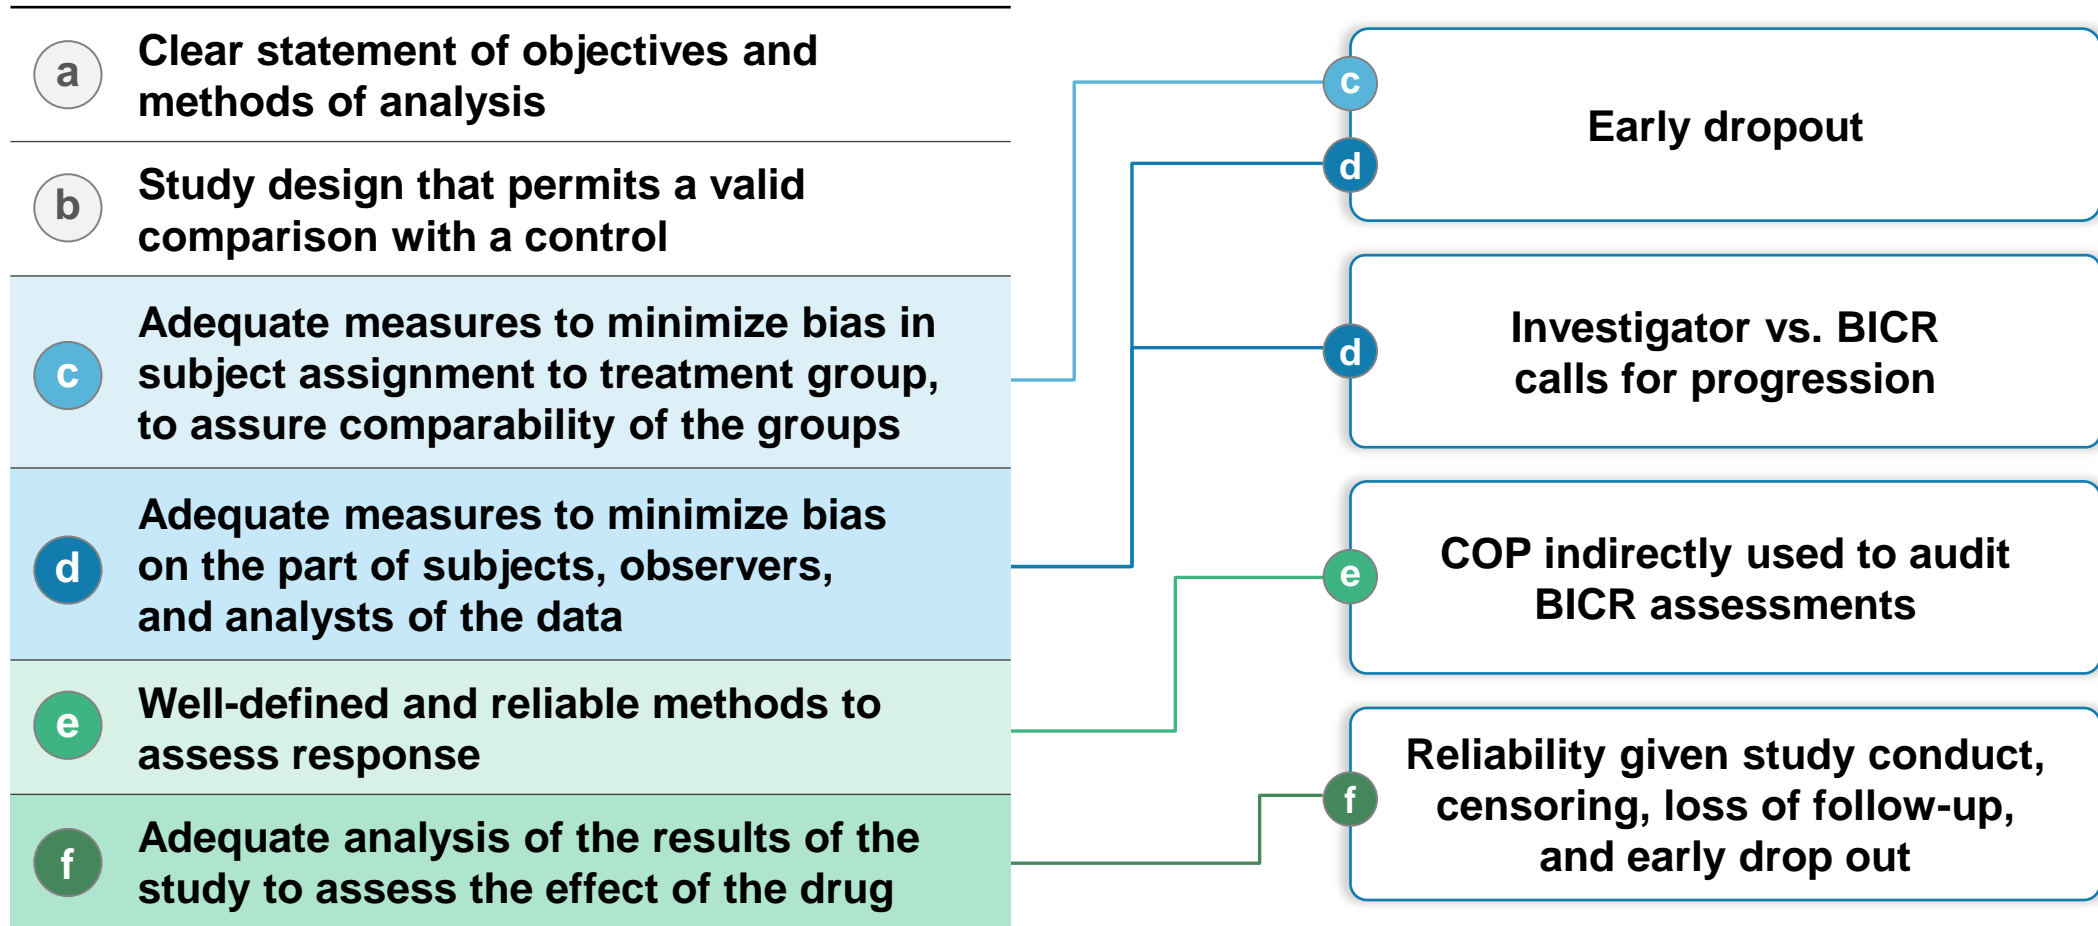 a
Clear statement of objectives and
methods of analysis
b
Study design that permits a valid
comparison with a control
c
Adequate measures to minimize bias in
subject assignment to treatment group,
to assure comparability of the groups
d
Adequate measures to minimize bias
on the part of subjects, observers,
and analysts of the data
e
Well-defined and reliable methods to
assess response
f
Adequate analysis of the results of the
study to assess the effect of the drug
c
d
Early dropout
d
Investigator vs. BICR
calls for progression
e
COP indirectly used to audit
BICR assessments
f
Reliability given study conduct,
censoring, loss of follow-up,
and early drop out